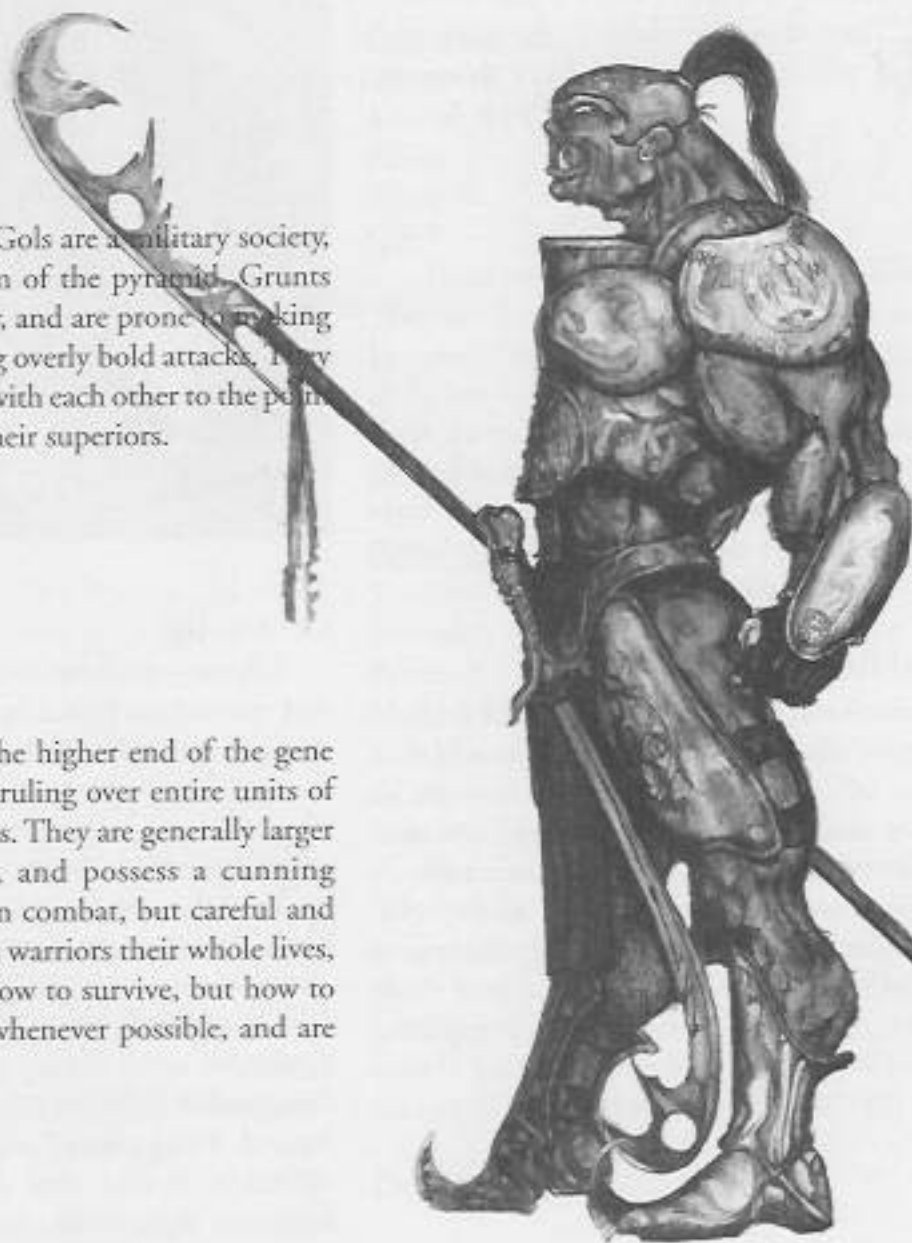 Gols are a military society,
n of the pyramid. Grunts
, and are prone to making
g overly bold attacks. They
with each other to the point
heir superiors.
he higher end of the gene
ruling over entire units of
s. They are generally larger
, and possess a cunning
n combat, but careful and
warriors their whole lives,
ow to survive, but how to
whenever possible, and are